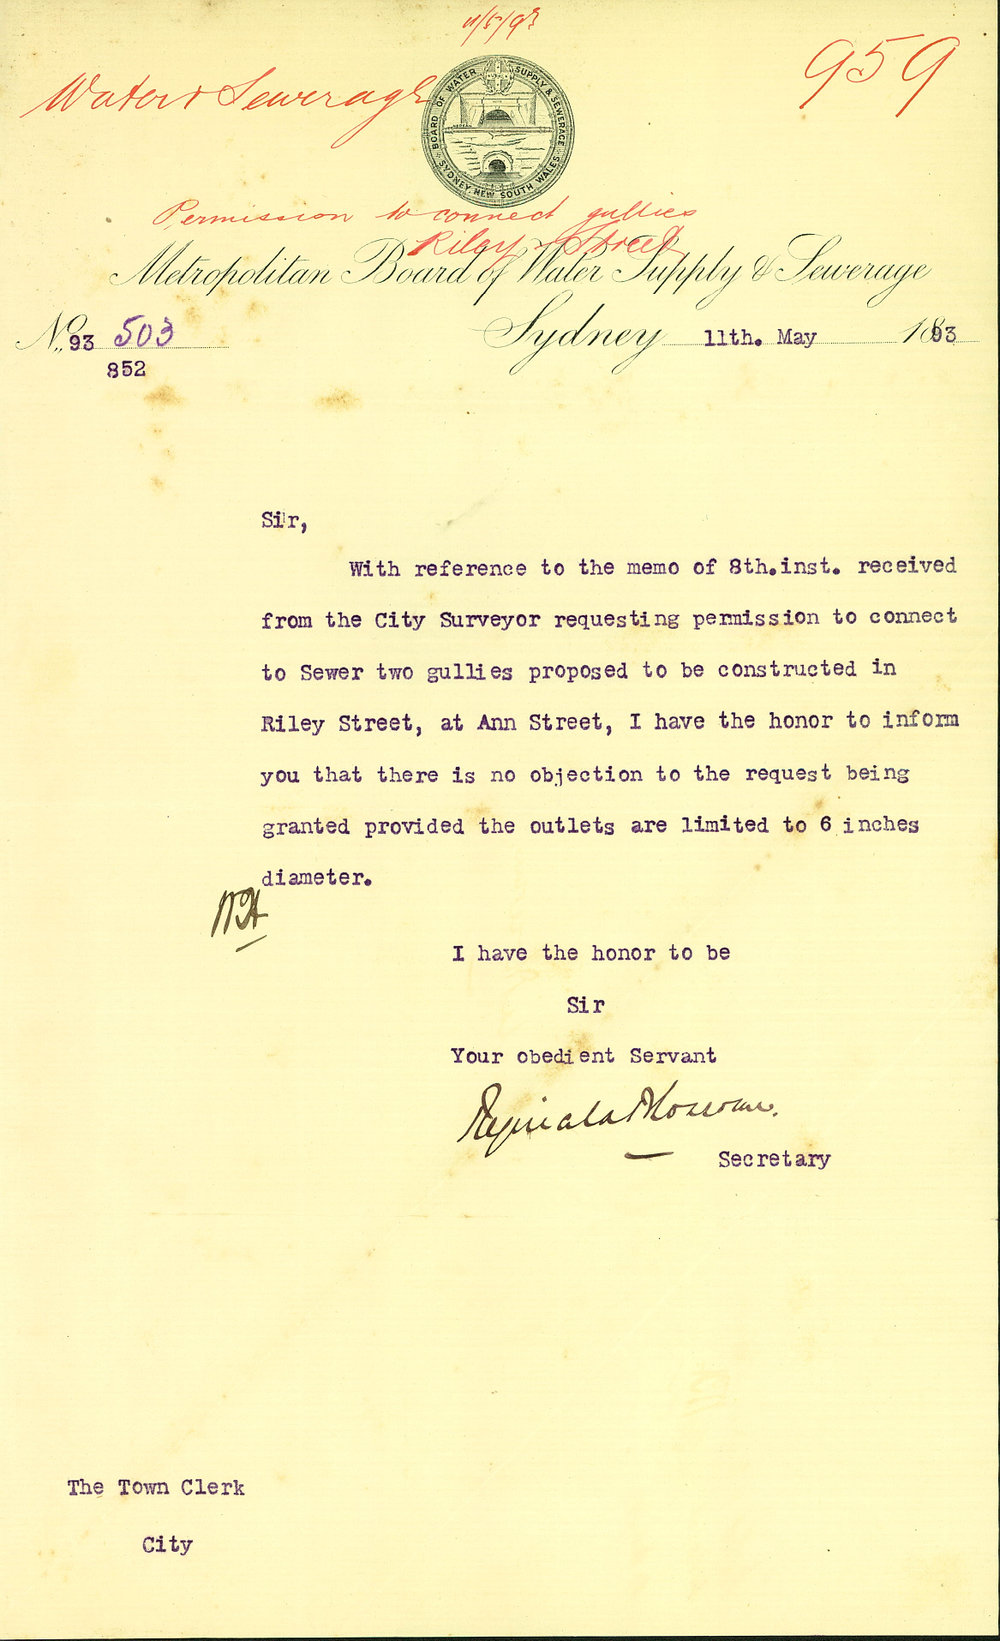 11/5/93
959
Water & Sewerage
BOARD OF WATER SUPPLY & SEWERAGE
SYDNEY NEW SOUTH WALES
Permission to connect gullies
Riley Street
Metropolitan Board of Water Supply & Sewerage
No. 93 503
852
Sydney 11th. May 1893
Sir,
With reference to the memo of 8th.inst. received
from the City Surveyor requesting permission to connect
to Sewer two gullies proposed to be constructed in
Riley Street, at Ann Street, I have the honor to inform
you that there is no objection to the request being
granted provided the outlets are limited to 6 inches
diameter.
I have the honor to be
Sir
Your obedient Servant
Secretary
The Town Clerk
City